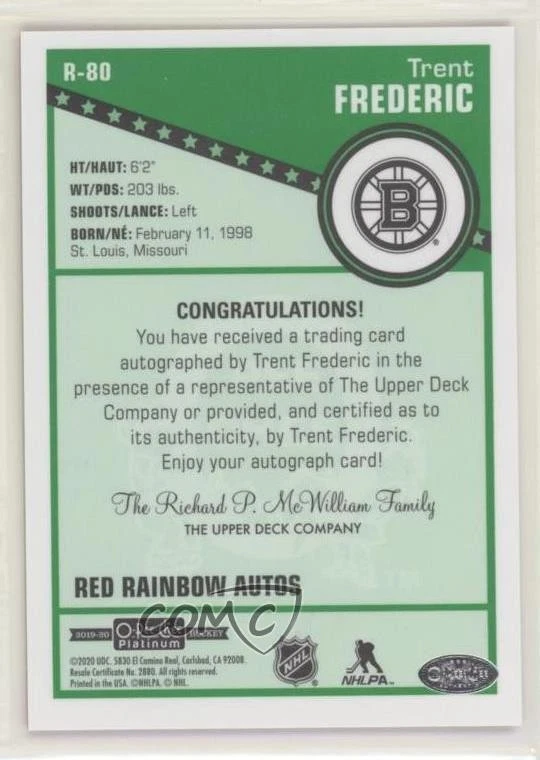 R-80
Trent
FREDERIC
HT/HAUT: 6'2"
WT/PDS: 203 lbs.
SHOOTS/LANCE: Left
BORN/NÉ: February 11, 1998
St. Louis, Missouri
B
CONGRATULATIONS!
You have received a trading card
autographed by Trent Frederic in the
presence of a representative of The Upper Deck
Company or provided, and certified as to
its authenticity, by Trent Frederic.
Enjoy your autograph card!
The Richard P. McWilliam Family
THE UPPER DECK COMPANY
RED RAINBOW AUTOS
COMC
2019-20 HOCKEY
Platinum
©2020 UDC. 5830 El Camino Real, Carlsbad, CA 92008.
Resale Certificate No. 2880. All rights reserved.
Printed in the USA. ©NHLPA. © NHL.
NHL
NHLPA